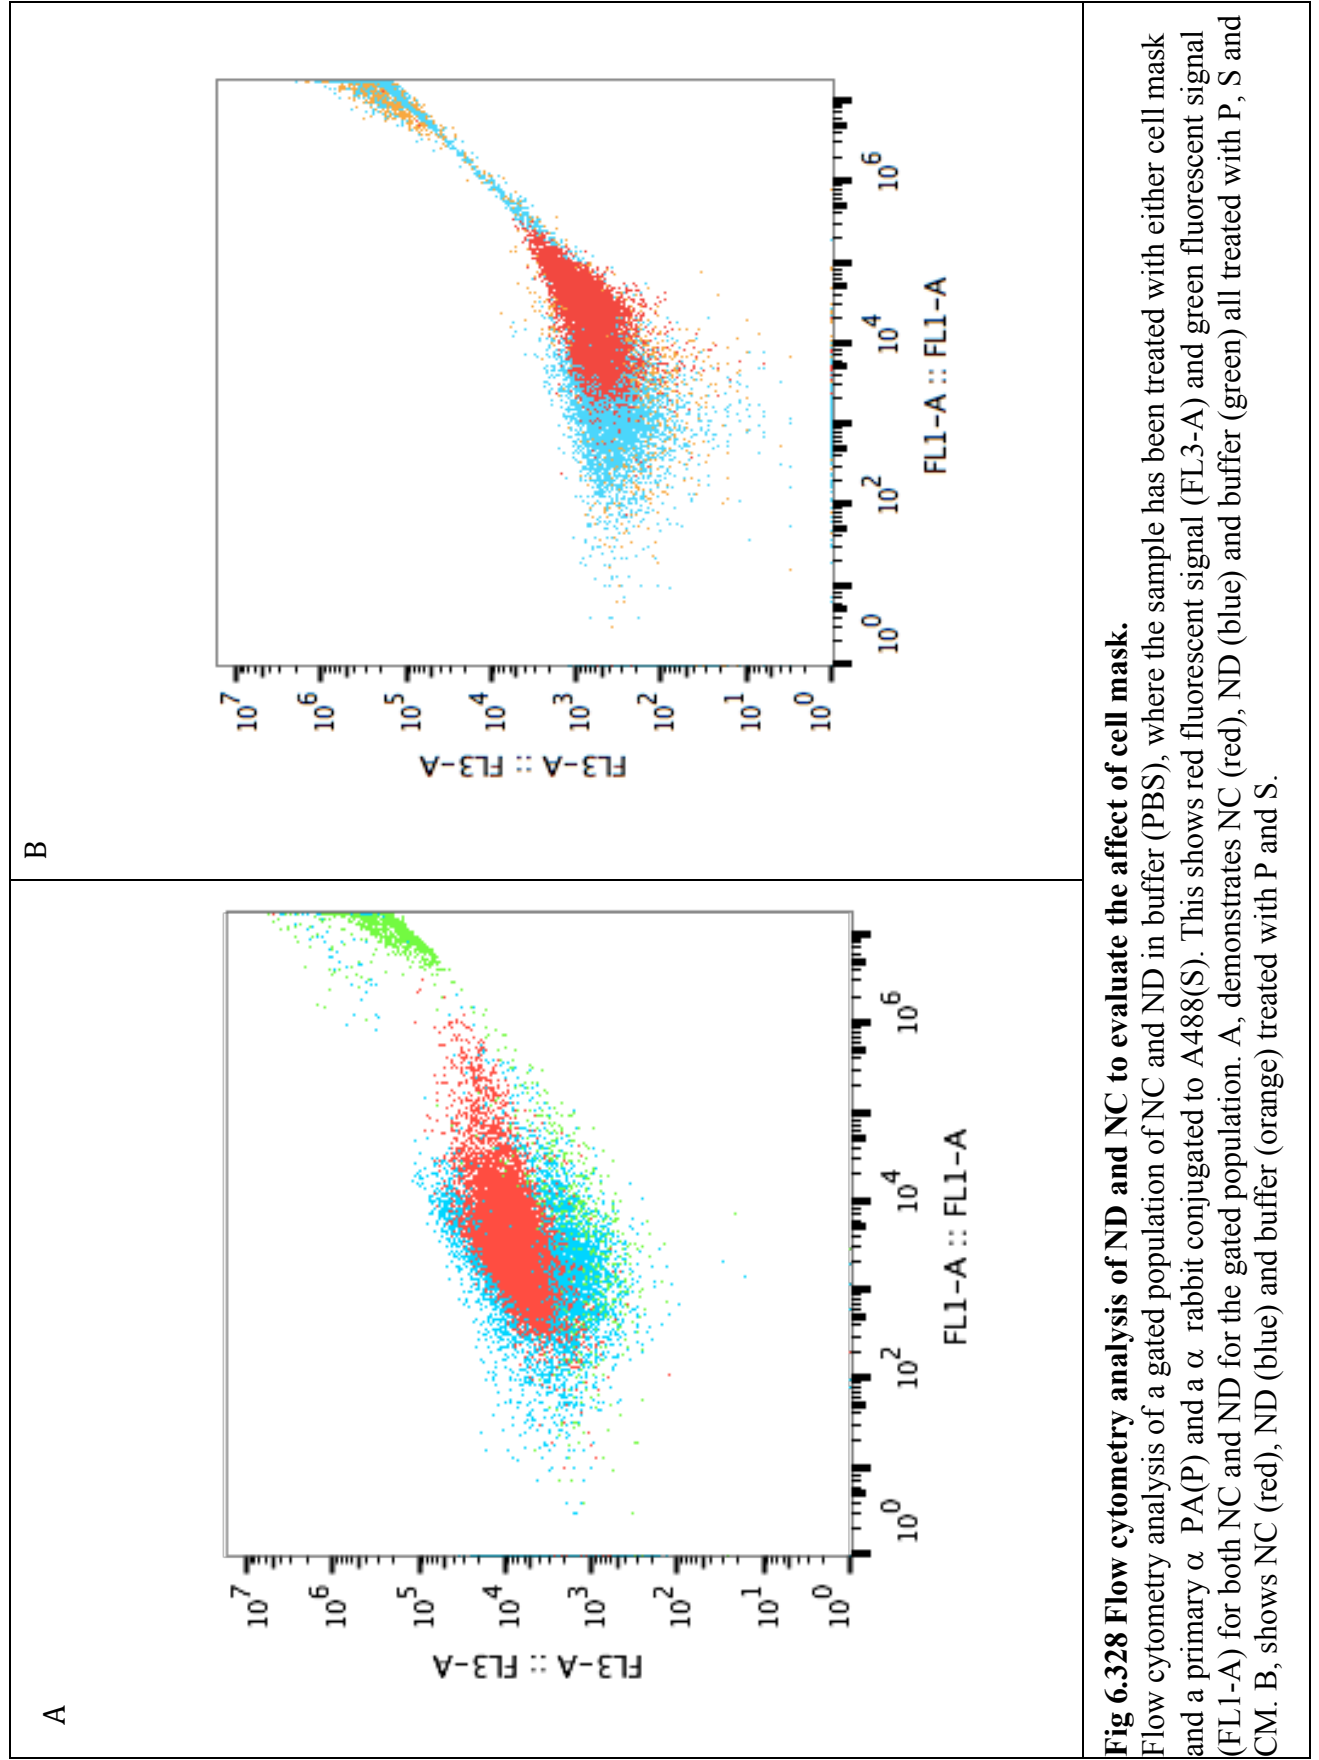 A
10^7
10^6
10^5
10^4
10^3
10^2
10^1
10^0
FL3-A :: FL3-A
10^0
10^2
10^4
10^6
FL1-A :: FL1-A
B
10^7
10^6
10^5
10^4
10^3
10^2
10^1
10^0
FL3-A :: FL3-A
10^0
10^2
10^4
10^6
FL1-A :: FL1-A
Fig 6.328 Flow cytometry analysis of ND and NC to evaluate the affect of cell mask.
Flow cytometry analysis of a gated population of NC and ND in buffer (PBS), where the sample has been treated with either cell mask
and a primary α PA(P) and a α rabbit conjugated to A488(S). This shows red fluorescent signal (FL3-A) and green fluorescent signal
(FL1-A) for both NC and ND for the gated population. A, demonstrates NC (red), ND (blue) and buffer (green) all treated with P, S and
CM. B, shows NC (red), ND (blue) and buffer (orange) treated with P and S.